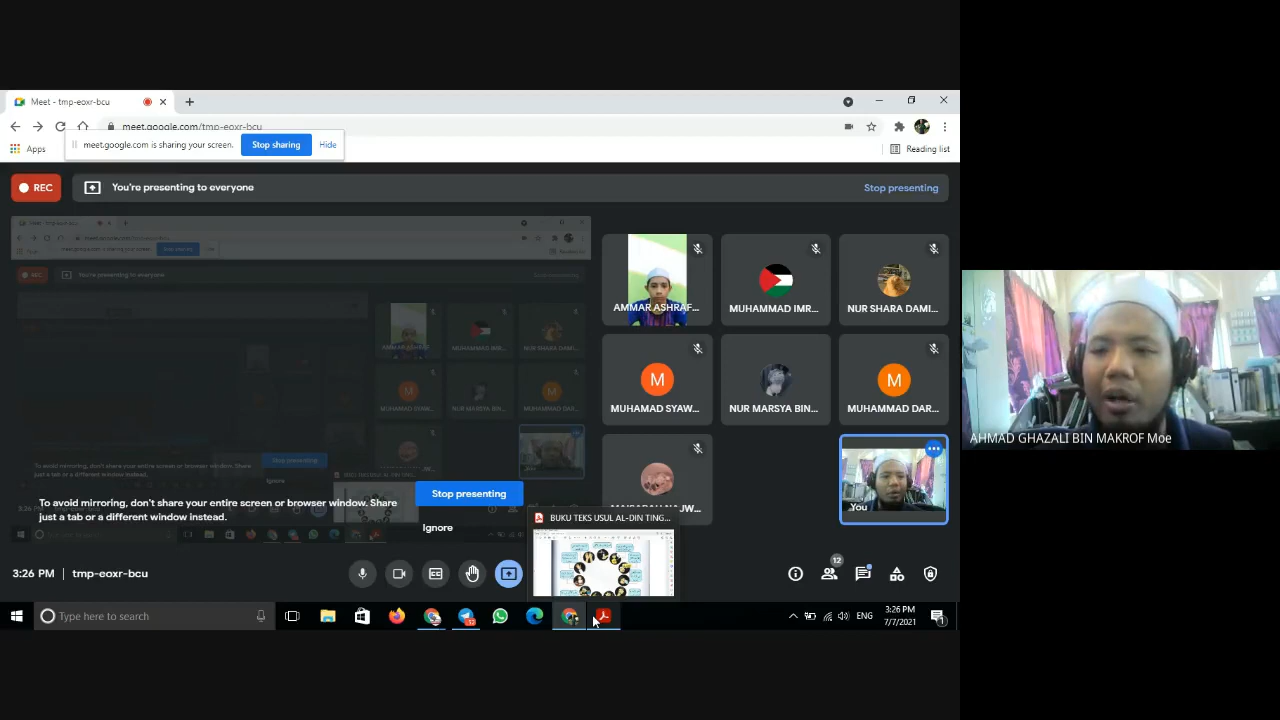 Meet - tmp-eoxr-bcu
meet.google.com/tmp-eoxr-bcu
Apps
meet.google.com is sharing your screen.
Stop sharing
Hide
Reading list
REC
You're presenting to everyone
Stop presenting
AMMAR ASHRAF...
MUHAMMAD IMR...
NUR SHARA DAMI...
M
M
MUHAMAD SYAW...
NUR MARSYA BIN...
MUHAMMAD DAR...
AHMAD GHAZALI BIN MAKROF Moe
To avoid mirroring, don't share your entire screen or browser window. Share
just a tab or a different window instead.
Stop presenting
Ignore
You
BUKU TEKS USUL AL-DIN TING...
3:26 PM | tmp-eoxr-bcu
12
Type here to search
ENG
3:26 PM
7/7/2021